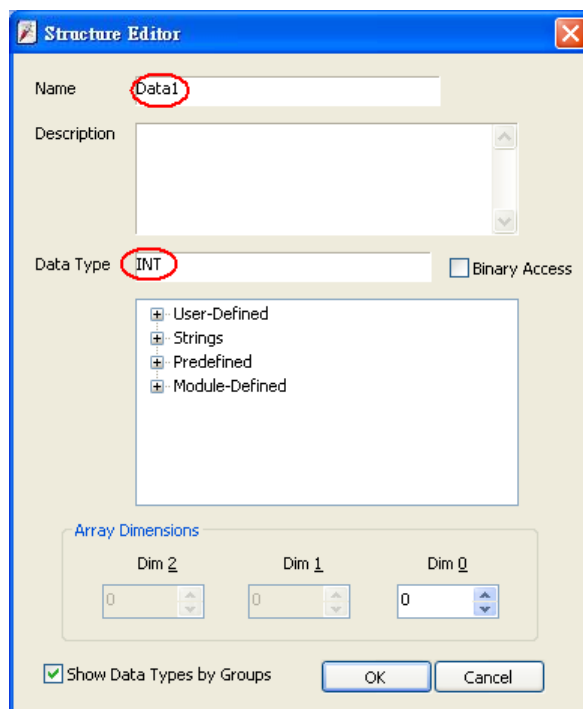 Structure Editor
Name Data1
Description
Data Type INT Binary Access
User-Defined
Strings
Predefined
Module-Defined
Array Dimensions
Dim 2 Dim 1 Dim 0
0 0 0
Show Data Types by Groups OK Cancel